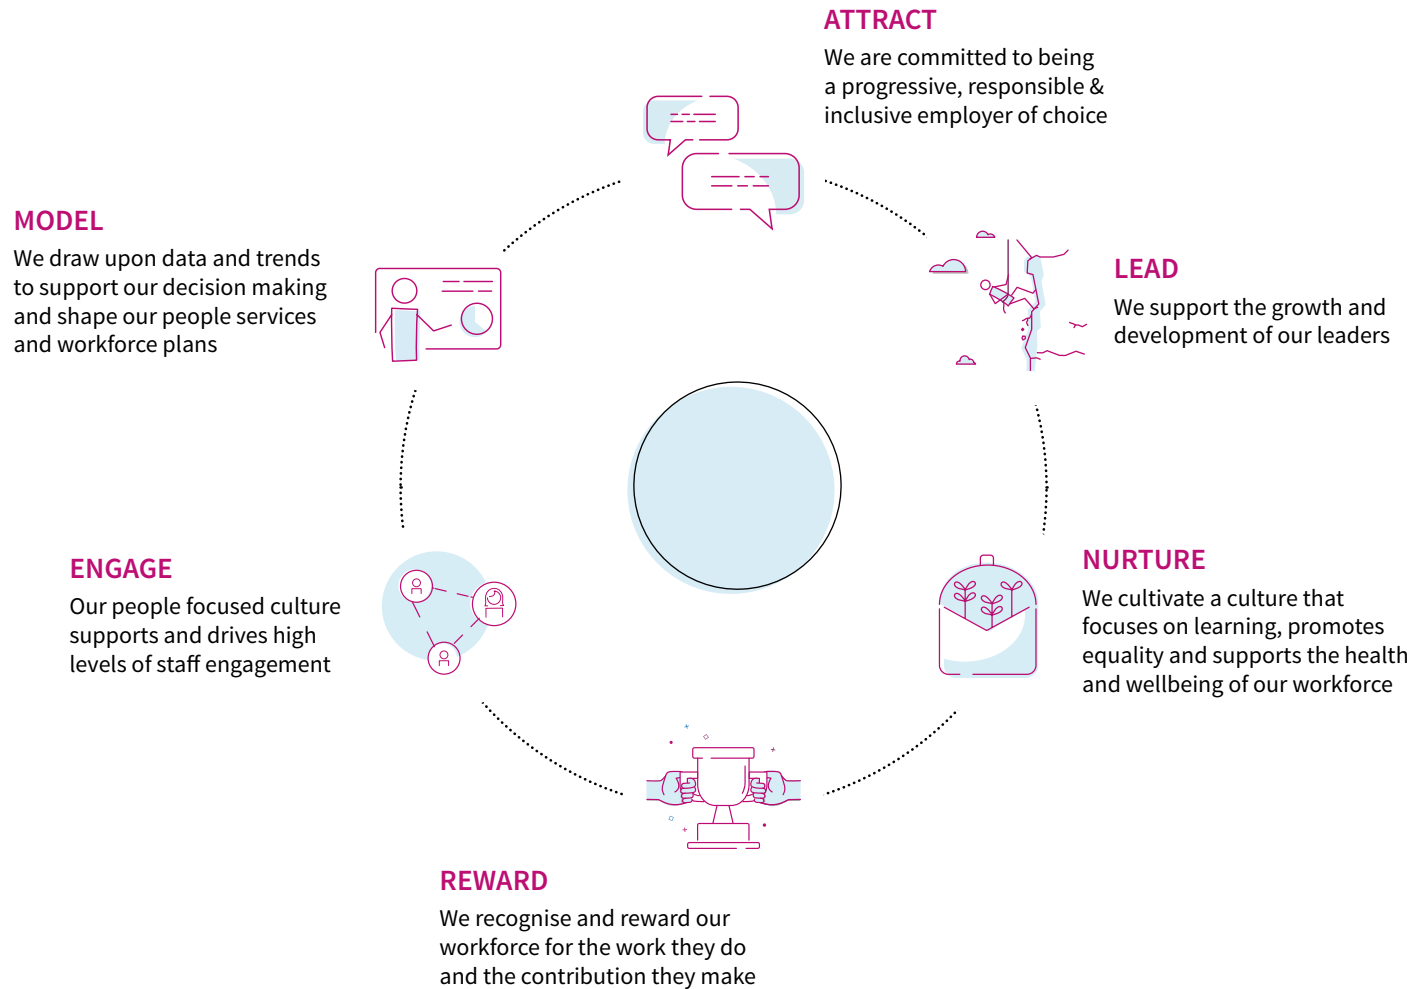 ATTRACT
We are committed to being
a progressive, responsible &
inclusive employer of choice
LEAD
We support the growth and
development of our leaders
NURTURE
We cultivate a culture that
focuses on learning, promotes
equality and supports the health
and wellbeing of our workforce
REWARD
We recognise and reward our
workforce for the work they do
and the contribution they make
ENGAGE
Our people focused culture
supports and drives high
levels of staff engagement
MODEL
We draw upon data and trends
to support our decision making
and shape our people services
and workforce plans